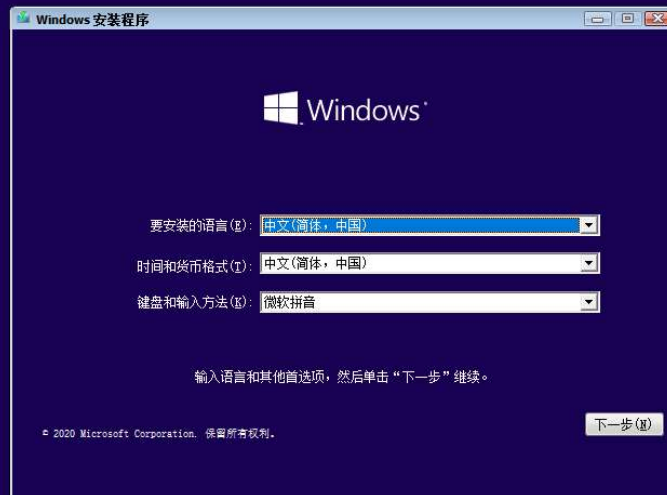 Windows 安装程序
Windows
要安装的语言(E): 中文(简体，中国)
时间和货币格式(T): 中文(简体，中国)
键盘和输入方法(K): 微软拼音
输入语言和其他首选项，然后单击“下一步”继续。
下一步(N)
© 2020 Microsoft Corporation. 保留所有权利。